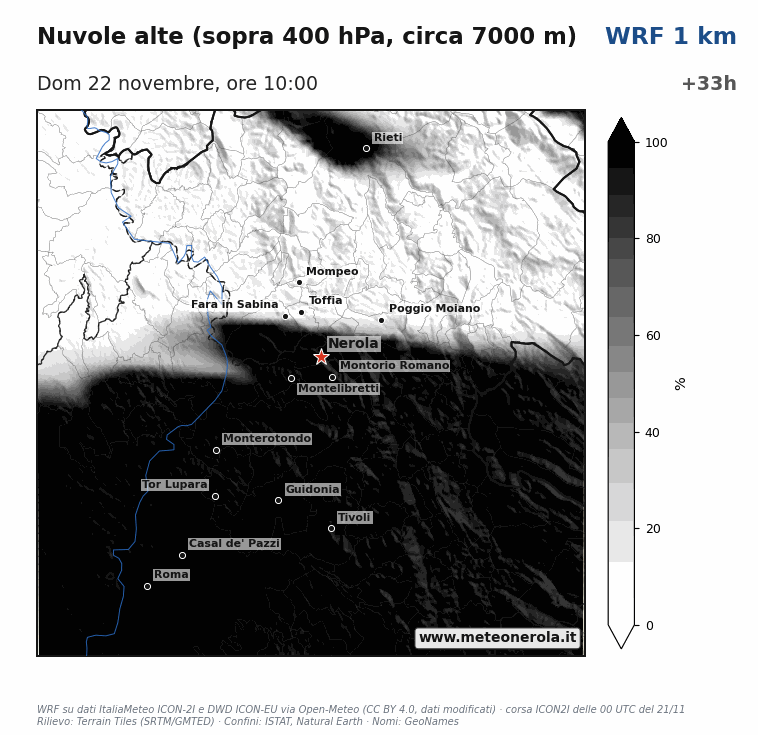 Nuvole alte (sopra 400 hPa, circa 7000 m) WRF 1 km
Dom 22 novembre, ore 10:00 +33h
Rieti
100
80
60
40
20
0
%
Mompeo
Toffia
Fara in Sabina
Poggio Moiano
Nerola
Montorio Romano
Montelibretti
Monterotondo
Tor Lupara
Guidonia
Tivoli
Casal de' Pazzi
Roma
www.meteonerola.it
WRF su dati ItaliaMeteo ICON-2I e DWD ICON-EU via Open-Meteo (CC BY 4.0, dati modificati) · corsa ICON2I delle 00 UTC del 21/11
Rilievo: Terrain Tiles (SRTM/GMTED) · Confini: ISTAT, Natural Earth · Nomi: GeoNames